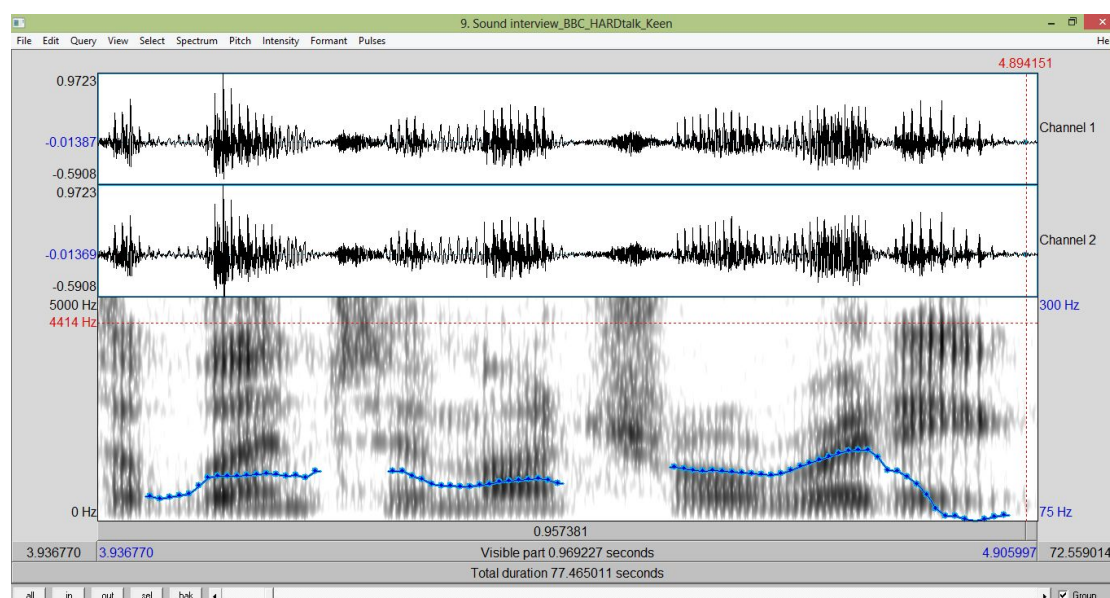 9. Sound interview_BBC_HARDtalk_Keen
File Edit Query View Select Spectrum Pitch Intensity Formant Pulses He
4.894151
0.9723
-0.01387
-0.5908
Channel 1
0.9723
-0.01369
-0.5908
Channel 2
5000 Hz 300 Hz
4414 Hz
0 Hz 75 Hz
0.957381
3.936770 3.936770 Visible part 0.969227 seconds 4.905997 72.559014
Total duration 77.465011 seconds
all in out sel bak Group